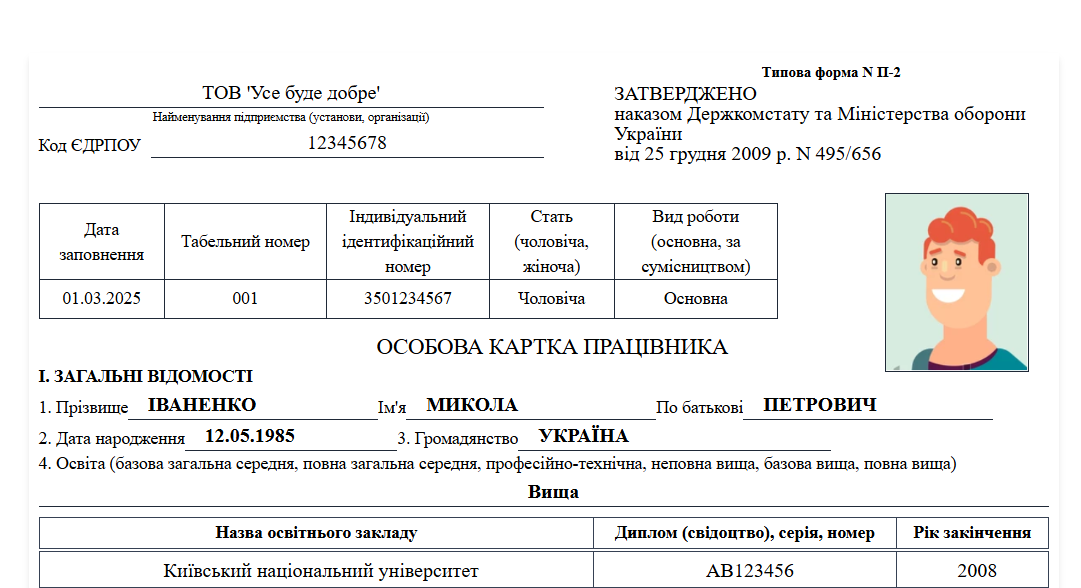 Типова форма N П-2
ТОВ 'Усе буде добре'
Найменування підприємства (установи, організації)
Код ЄДРПОУ 12345678
ЗАТВЕРДЖЕНО
наказом Держкомстату та Міністерства оборони
України
від 25 грудня 2009 р. N 495/656
Дата
заповнення
Табельний номер
Індивідуальний
ідентифікаційний
номер
Стать
(чоловіча,
жіноча)
Вид роботи
(основна, за
сумісництвом)
01.03.2025 001 3501234567 Чоловіча Основна
ОСОБОВА КАРТКА ПРАЦІВНИКА
І. ЗАГАЛЬНІ ВІДОМОСТІ
1. Прізвище ІВАНЕНКО Ім'я МИКОЛА По батькові ПЕТРОВИЧ
2. Дата народження 12.05.1985 3. Громадянство УКРАЇНА
4. Освіта (базова загальна середня, повна загальна середня, професійно-технічна, неповна вища, базова вища, повна вища)
Вища
Назва освітнього закладу Диплом (свідоцтво), серія, номер Рік закінчення
Київський національний університет АВ123456 2008